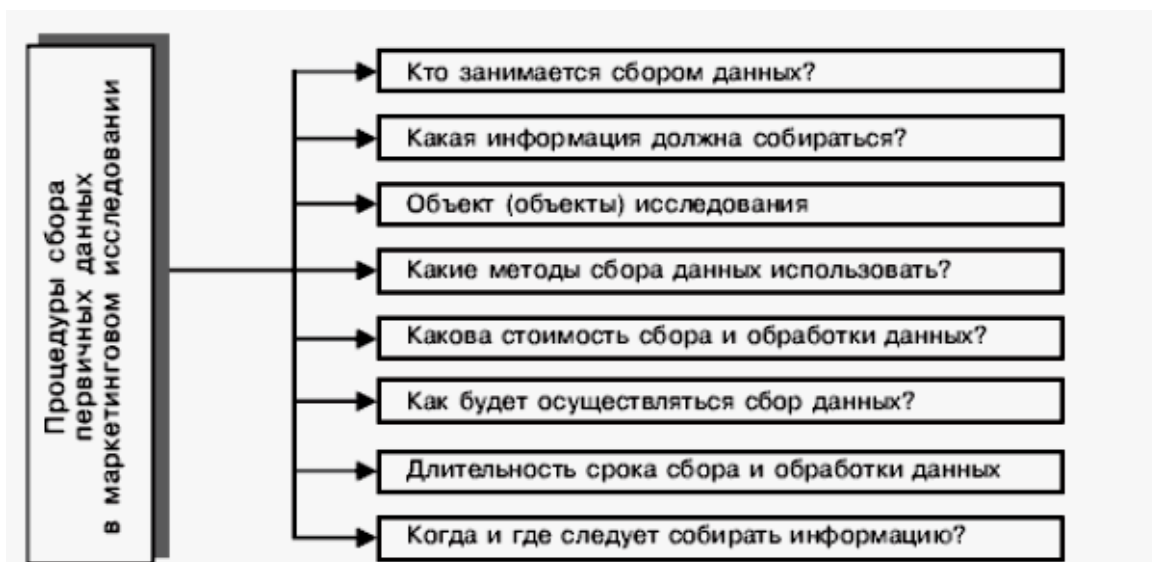 Процедуры сбора
первичных данных
в маркетинговом исследовании
Кто занимается сбором данных?
Какая информация должна собираться?
Объект (объекты) исследования
Какие методы сбора данных использовать?
Какова стоимость сбора и обработки данных?
Как будет осуществляться сбор данных?
Длительность срока сбора и обработки данных
Когда и где следует собирать информацию?